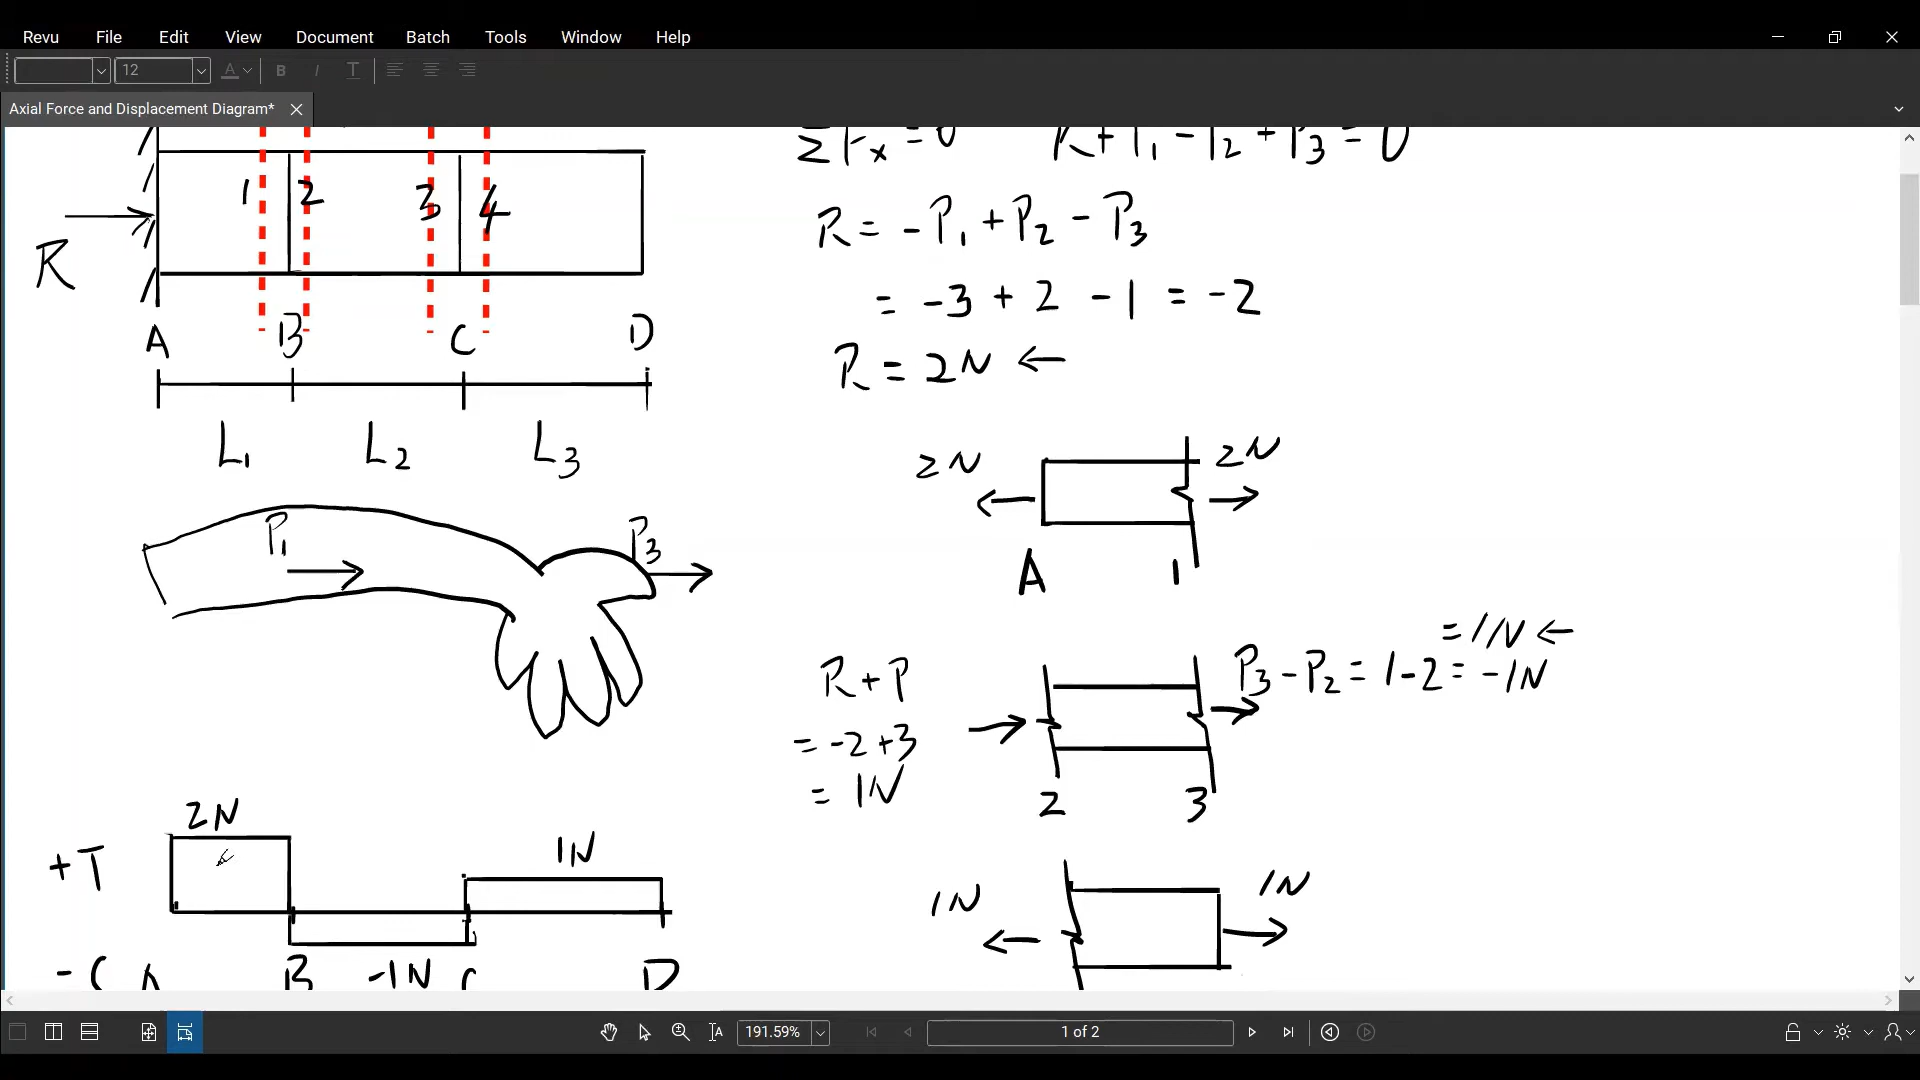 Revu File Edit View Document Batch Tools Window Help
12 A B I T
Axial Force and Displacement Diagram*
ΣFx = 0 R + P1 - P2 + P3 = 0
1 2 3 4
R = -P1 + P2 - P3
R
= -3 + 2 - 1 = -2
A B C D
R = 2N ←
L1 L2 L3
2N 2N
P1 P3
A 1
= 1N ←
R + P
P3 - P2 = 1 - 2 = -1N
= -2 + 3
= 1N
2 3
2N
+T
1N
1N 1N
-C A B -1N C D
191.59% 1 of 2